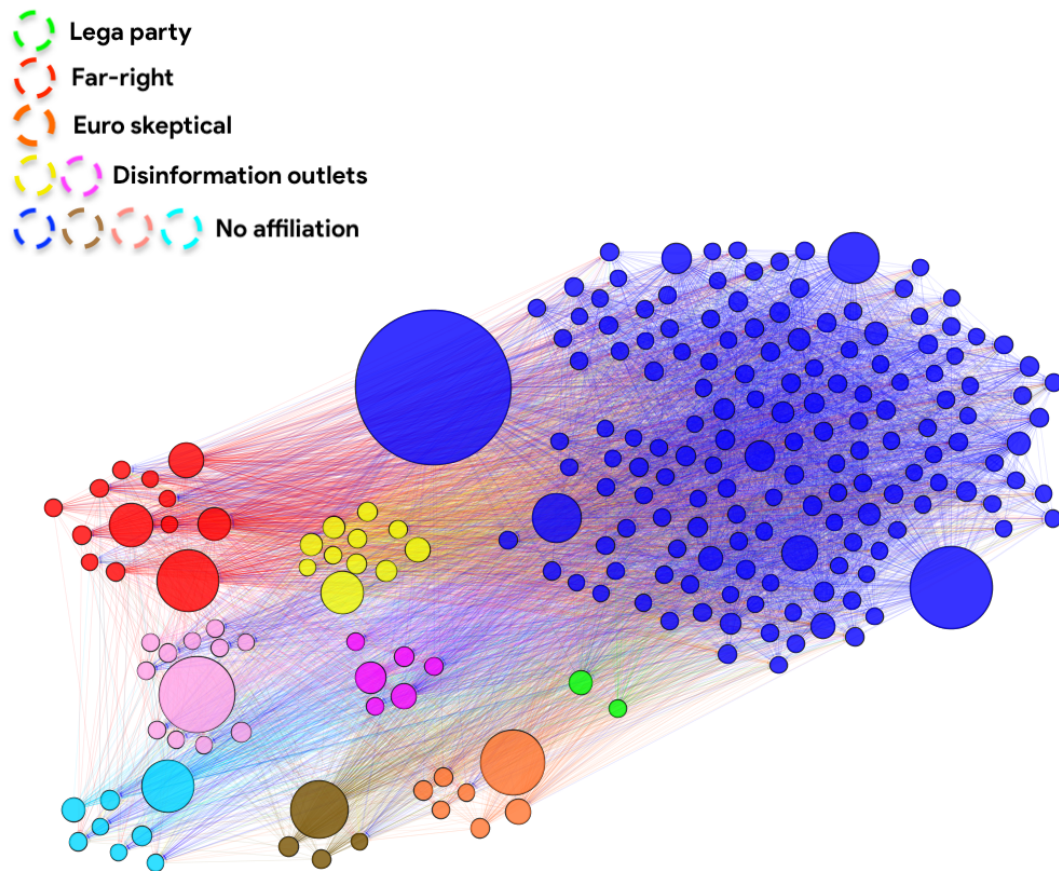 Lega party
Far-right
Euro skeptical
Disinformation outlets
No affiliation